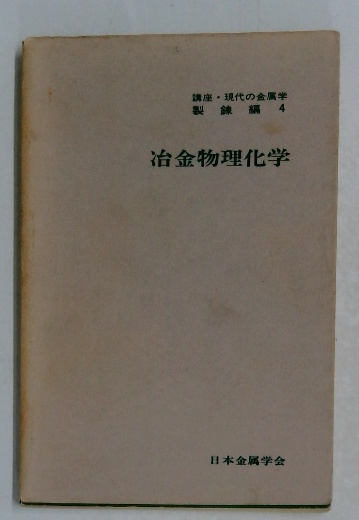 講座・現代の金属学
製錬編 4
冶金物理化学
日本金属学会